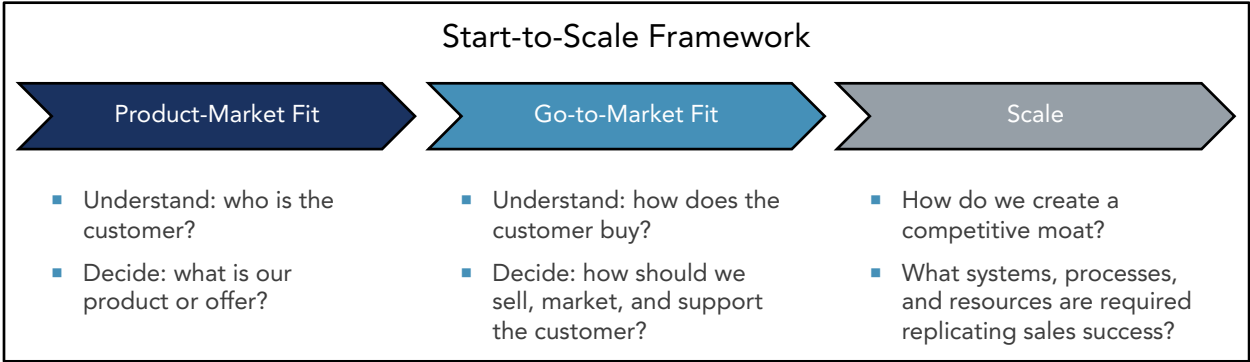 Start-to-Scale Framework
Product-Market Fit
Go-to-Market Fit
Scale
▪ Understand: who is the
customer?
▪ Decide: what is our
product or offer?
▪ Understand: how does the
customer buy?
▪ Decide: how should we
sell, market, and support
the customer?
▪ How do we create a
competitive moat?
▪ What systems, processes,
and resources are required
replicating sales success?